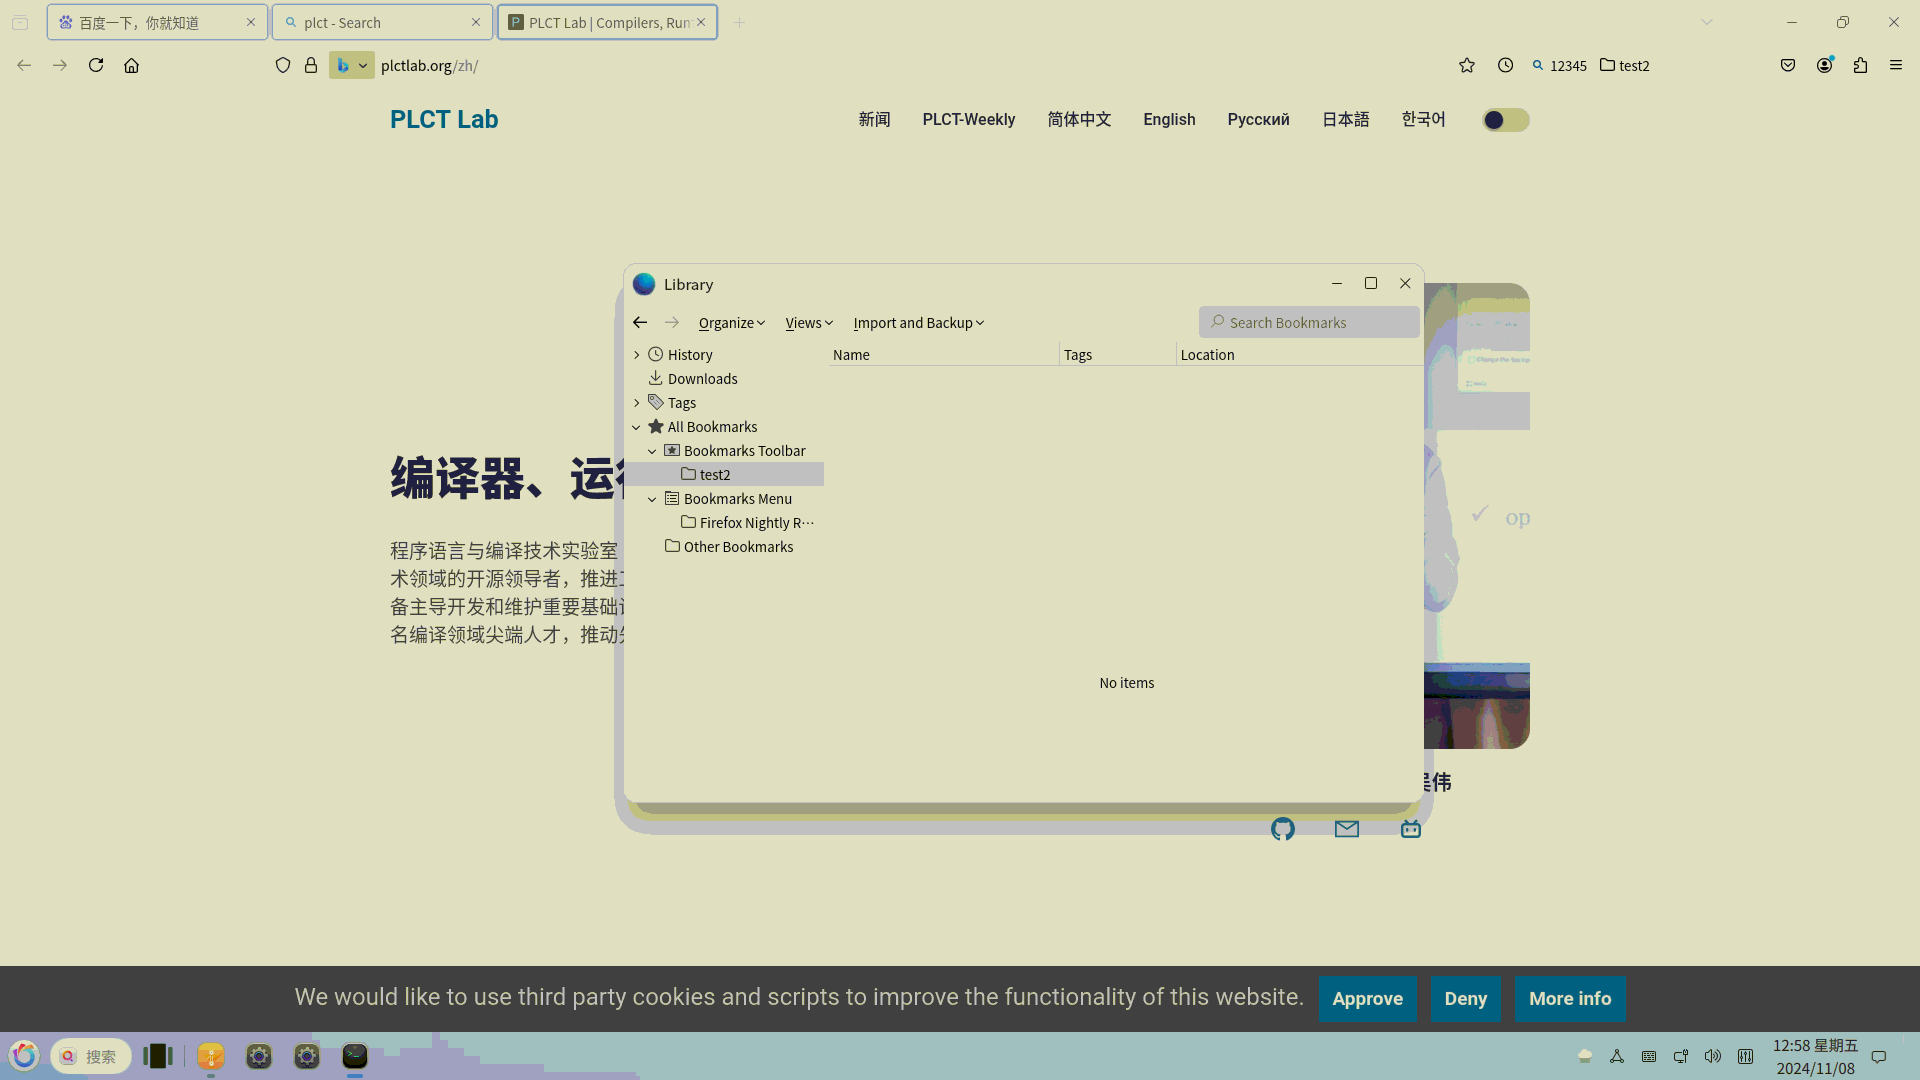 百度一下，你就知道
plct - Search
PLCT Lab | Compilers, Run
plctlab.org/zh/
12345
test2
PLCT Lab
新闻
PLCT-Weekly
简体中文
English
Русский
日本語
한국어
Library
Organize
Views
Import and Backup
Search Bookmarks
History
Downloads
Tags
All Bookmarks
Bookmarks Toolbar
test2
Bookmarks Menu
Firefox Nightly R···
Other Bookmarks
Name
Tags
Location
No items
编译器、运
程序语言与编译技术实验室
术领域的开源领导者，推进
备主导开发和维护重要基础
名编译领域尖端人才，推动
op
伟
We would like to use third party cookies and scripts to improve the functionality of this website.
Approve
Deny
More info
搜索
12:58 星期五
2024/11/08